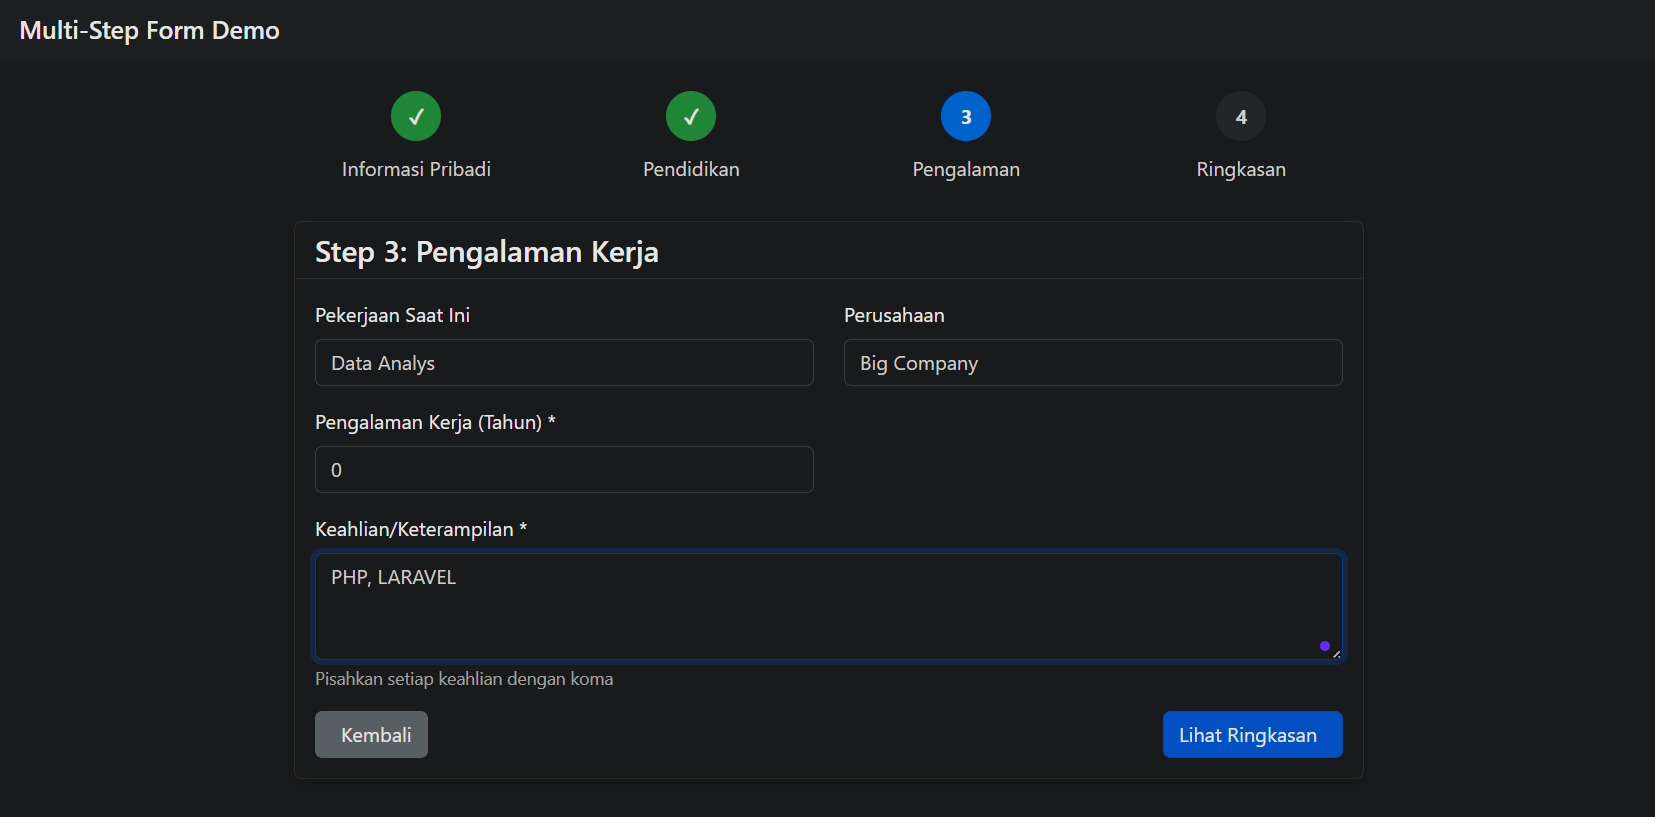 Multi-Step Form Demo
✓ ✓ 3 4
Informasi Pribadi Pendidikan Pengalaman Ringkasan
Step 3: Pengalaman Kerja
Pekerjaan Saat Ini Perusahaan
Data Analys Big Company
Pengalaman Kerja (Tahun) *
0
Keahlian/Keterampilan *
PHP, LARAVEL
Pisahkan setiap keahlian dengan koma
Kembali Lihat Ringkasan